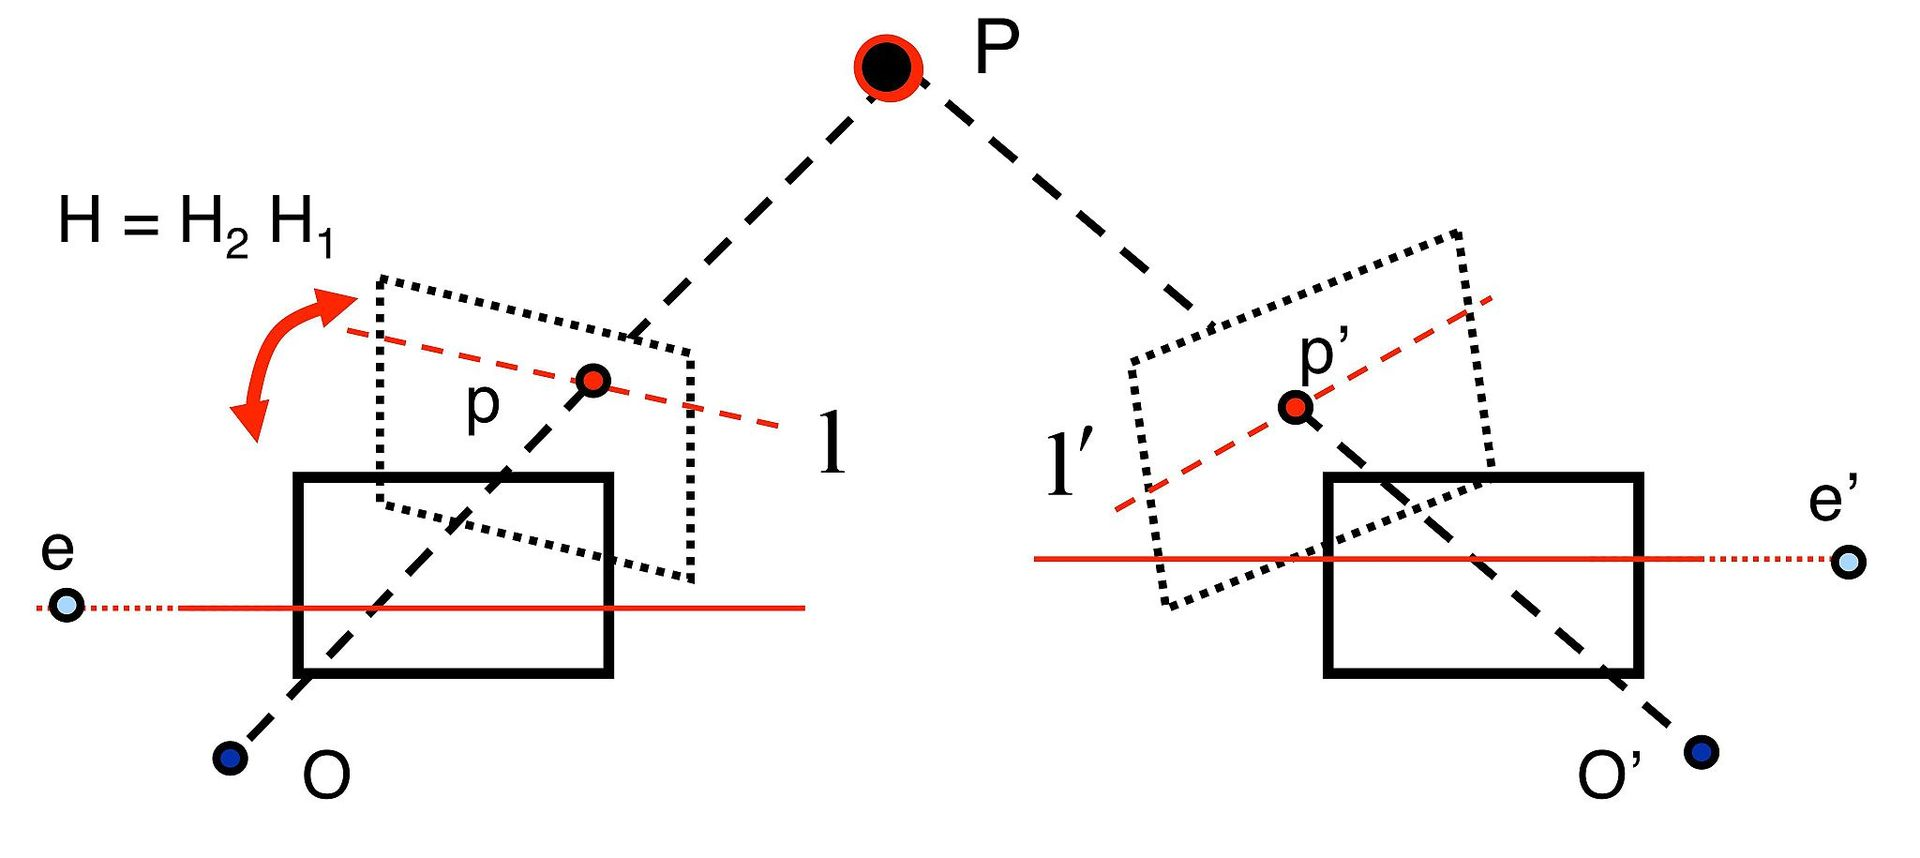 P
H = H₂ H₁
p’
p
l
l′
e’
e
O
O’